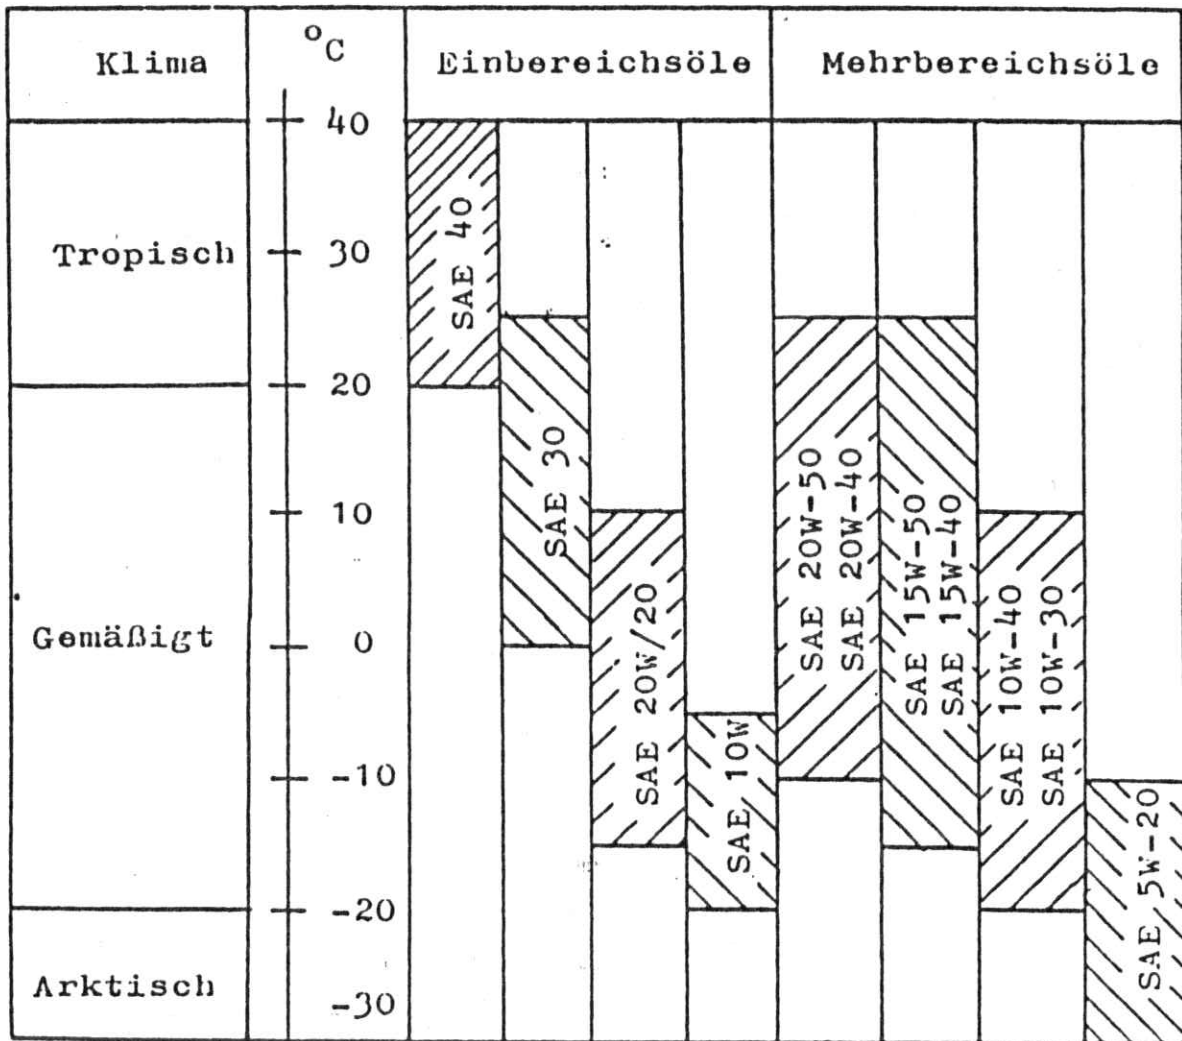 Klima
°C
Einbereichsöle
Mehrbereichsöle
40
Tropisch
30
20
10
Gemäßigt
0
-10
-20
Arktisch
-30
SAE 40
SAE 30
SAE 20W/20
SAE 10W
SAE 20W-50
SAE 20W-40
SAE 15W-50
SAE 15W-40
SAE 10W-40
SAE 10W-30
SAE 5W-20